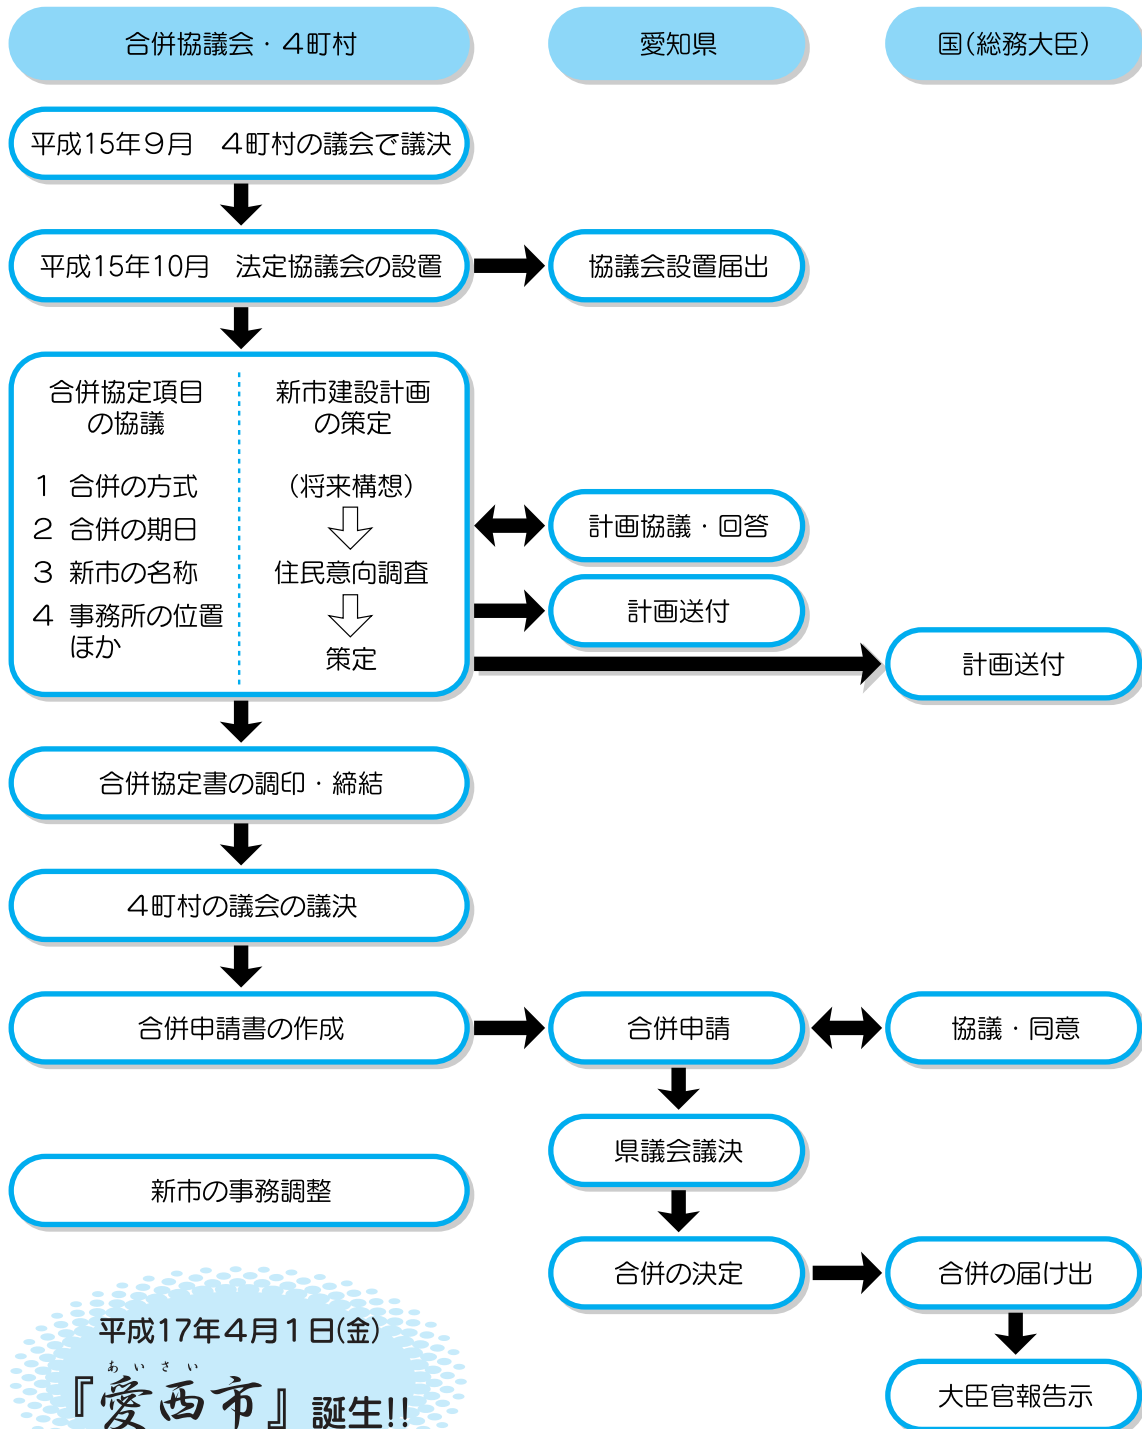 合併協議会・４町村
愛知県
国(総務大臣)
平成15年９月　４町村の議会で議決
平成15年10月　法定協議会の設置
協議会設置届出
合併協定項目
の協議
１ 合併の方式
２ 合併の期日
３ 新市の名称
４ 事務所の位置
ほか
新市建設計画
の策定
(将来構想)
住民意向調査
策定
計画協議・回答
計画送付
計画送付
合併協定書の調印・締結
４町村の議会の議決
合併申請書の作成
合併申請
協議・同意
県議会議決
新市の事務調整
合併の決定
合併の届け出
大臣官報告示
平成17年４月１日(金)
あいさい
『愛西市』誕生!!